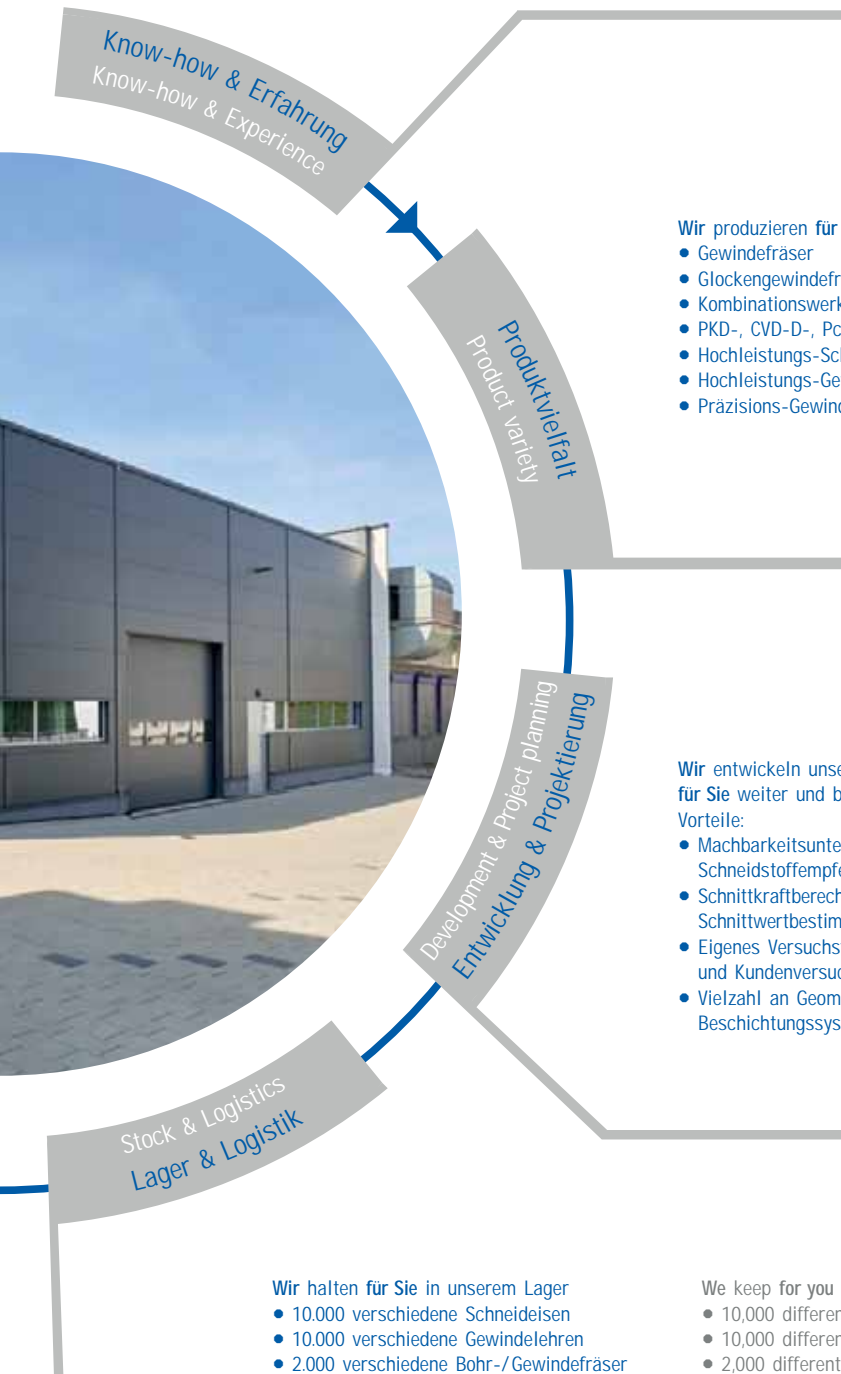 Know-how & Erfahrung
Know-how & Experience
Produktvielfalt
Product variety
Wir produzieren für
● Gewindefräser
● Glockengewindefr
● Kombinationswerk
● PKD-, CVD-D-, Pc
● Hochleistungs-Scl
● Hochleistungs-Ge
● Präzisions-Gewind
Development & Project planning
Entwicklung & Projektierung
Wir entwickeln unse
für Sie weiter und b
Vorteile:
● Machbarkeitsunte
Schneidstoffempfe
● Schnittkraftberech
Schnittwertbestim
● Eigenes Versuchs
und Kundenversuc
● Vielzahl an Geom
Beschichtungssys
Stock & Logistics
Lager & Logistik
Wir halten für Sie in unserem Lager
● 10.000 verschiedene Schneideisen
● 10.000 verschiedene Gewindelehren
● 2.000 verschiedene Bohr-/Gewindefräser
We keep for you
● 10,000 differen
● 10,000 differen
● 2,000 different